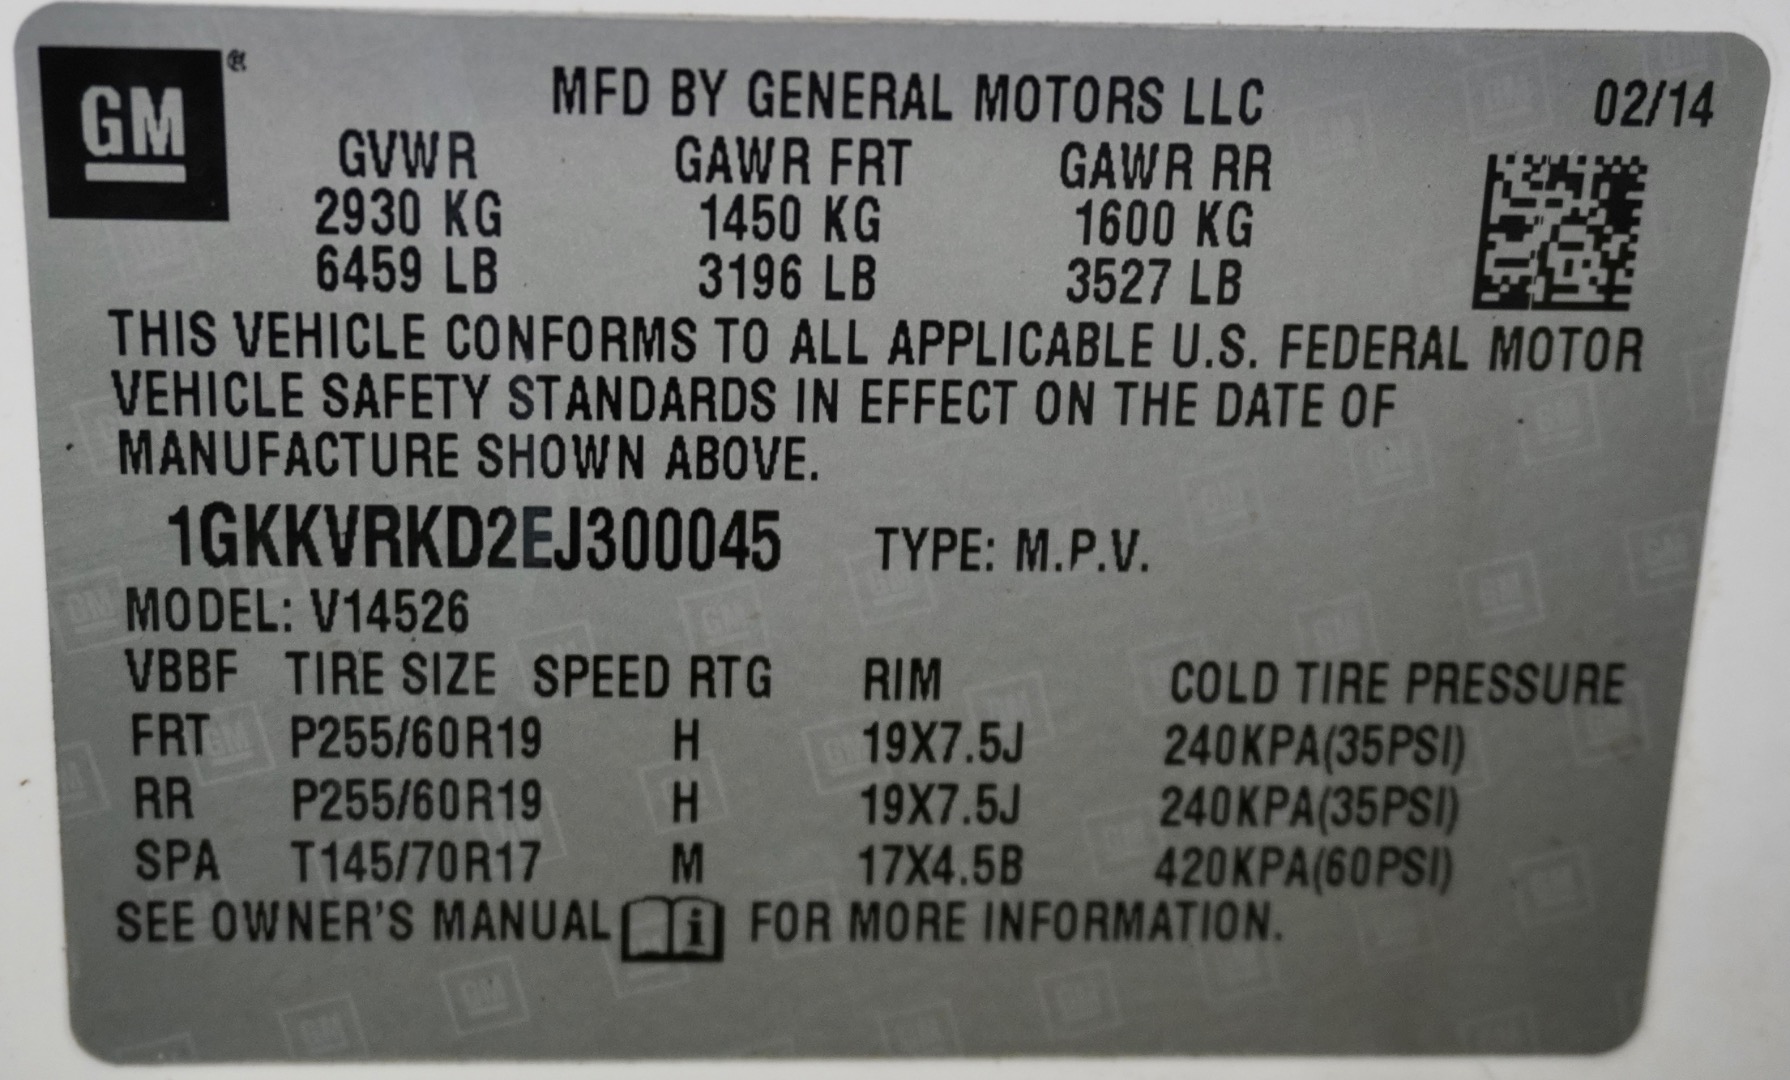 GM ®
MFD BY GENERAL MOTORS LLC 02/14
GVWR GAWR FRT GAWR RR
2930 KG 1450 KG 1600 KG
6459 LB 3196 LB 3527 LB
THIS VEHICLE CONFORMS TO ALL APPLICABLE U.S. FEDERAL MOTOR
VEHICLE SAFETY STANDARDS IN EFFECT ON THE DATE OF
MANUFACTURE SHOWN ABOVE.
1GKKVRKD2EJ300045 TYPE: M.P.V.
MODEL: V14526
VBBF TIRE SIZE SPEED RTG RIM COLD TIRE PRESSURE
FRT P255/60R19 H 19X7.5J 240KPA(35PSI)
RR P255/60R19 H 19X7.5J 240KPA(35PSI)
SPA T145/70R17 M 17X4.5B 420KPA(60PSI)
SEE OWNER'S MANUAL i FOR MORE INFORMATION.